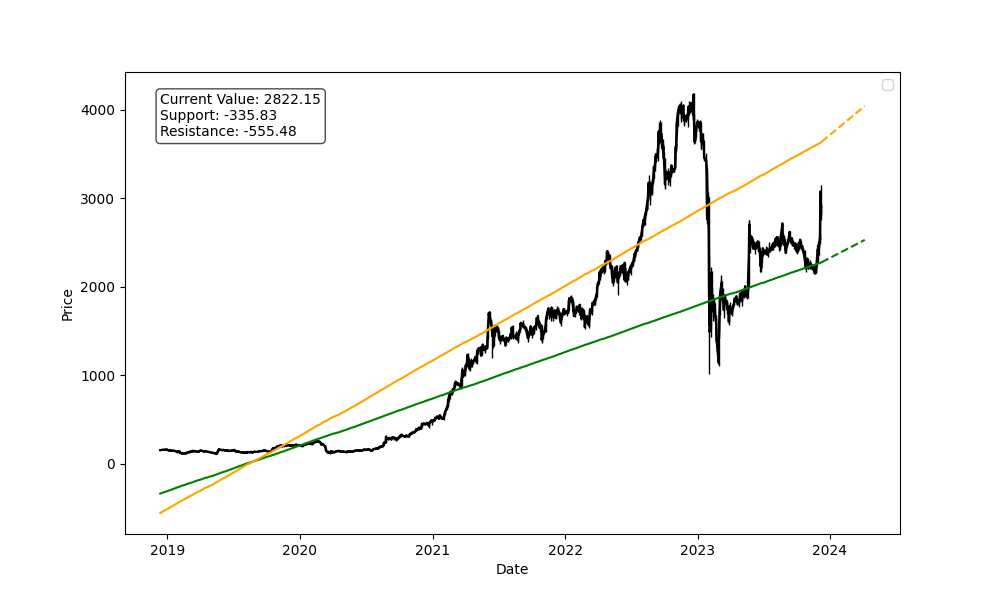 Current Value: 2822.15
Support: -335.83
Resistance: -555.48
4000
3000
2000
1000
0
Price
2019
2020
2021
2022
2023
2024
Date